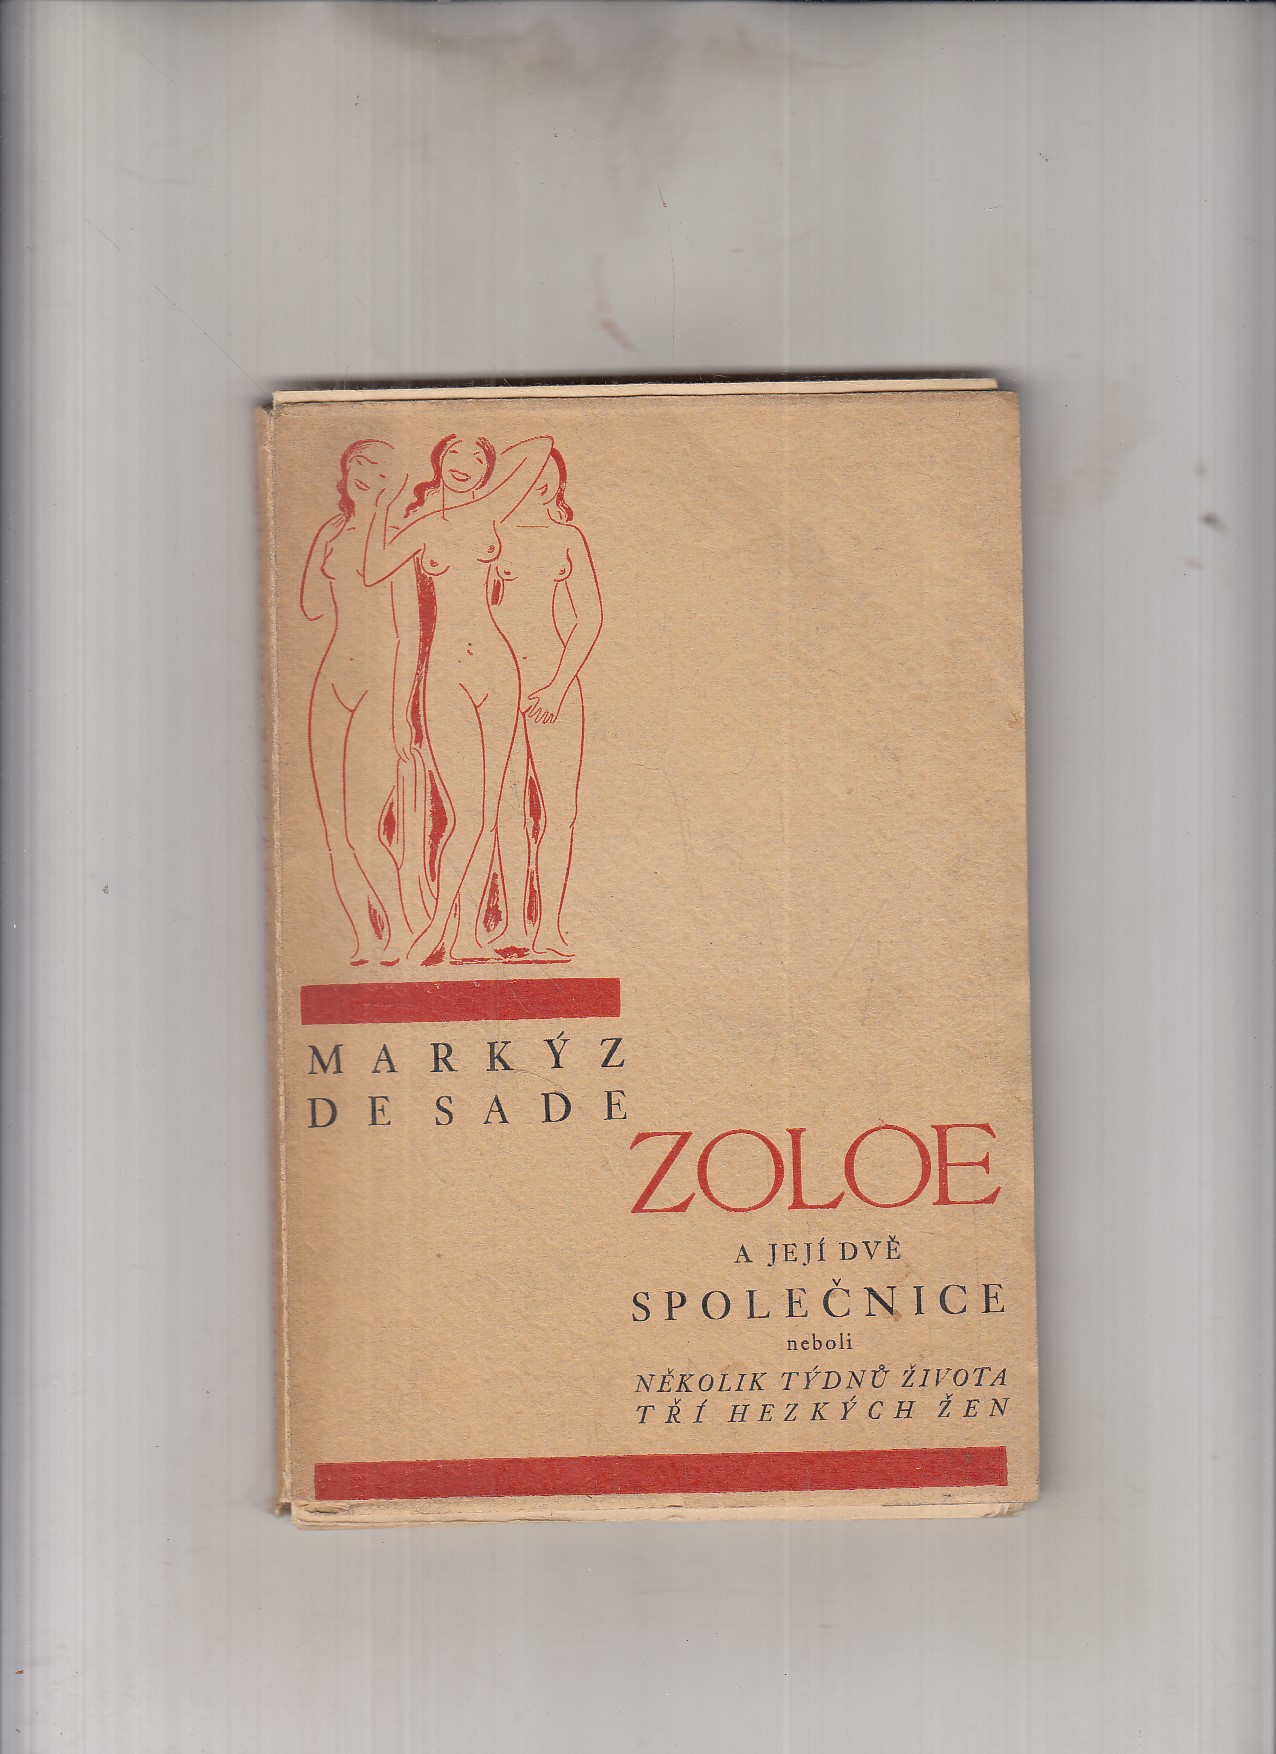 MARKÝZ
DE SADE
ZOLOE
A JEJÍ DVĚ
SPOLEČNICE
neboli
NĚKOLIK TÝDNŮ ŽIVOTA
TŘÍ HEZKÝCH ŽEN